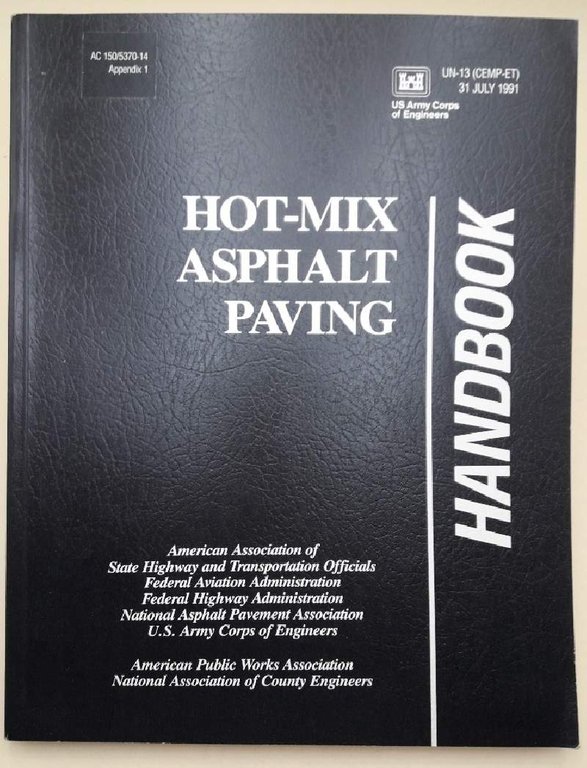 AC 150/5370-14
Appendix 1
UN-13 (CEMP-ET)
31 JULY 1991
US Army Corps
of Engineers
HOT-MIX
ASPHALT
PAVING
HANDBOOK
American Association of
State Highway and Transportation Officials
Federal Aviation Administration
Federal Highway Administration
National Asphalt Pavement Association
U.S. Army Corps of Engineers
American Public Works Association
National Association of County Engineers